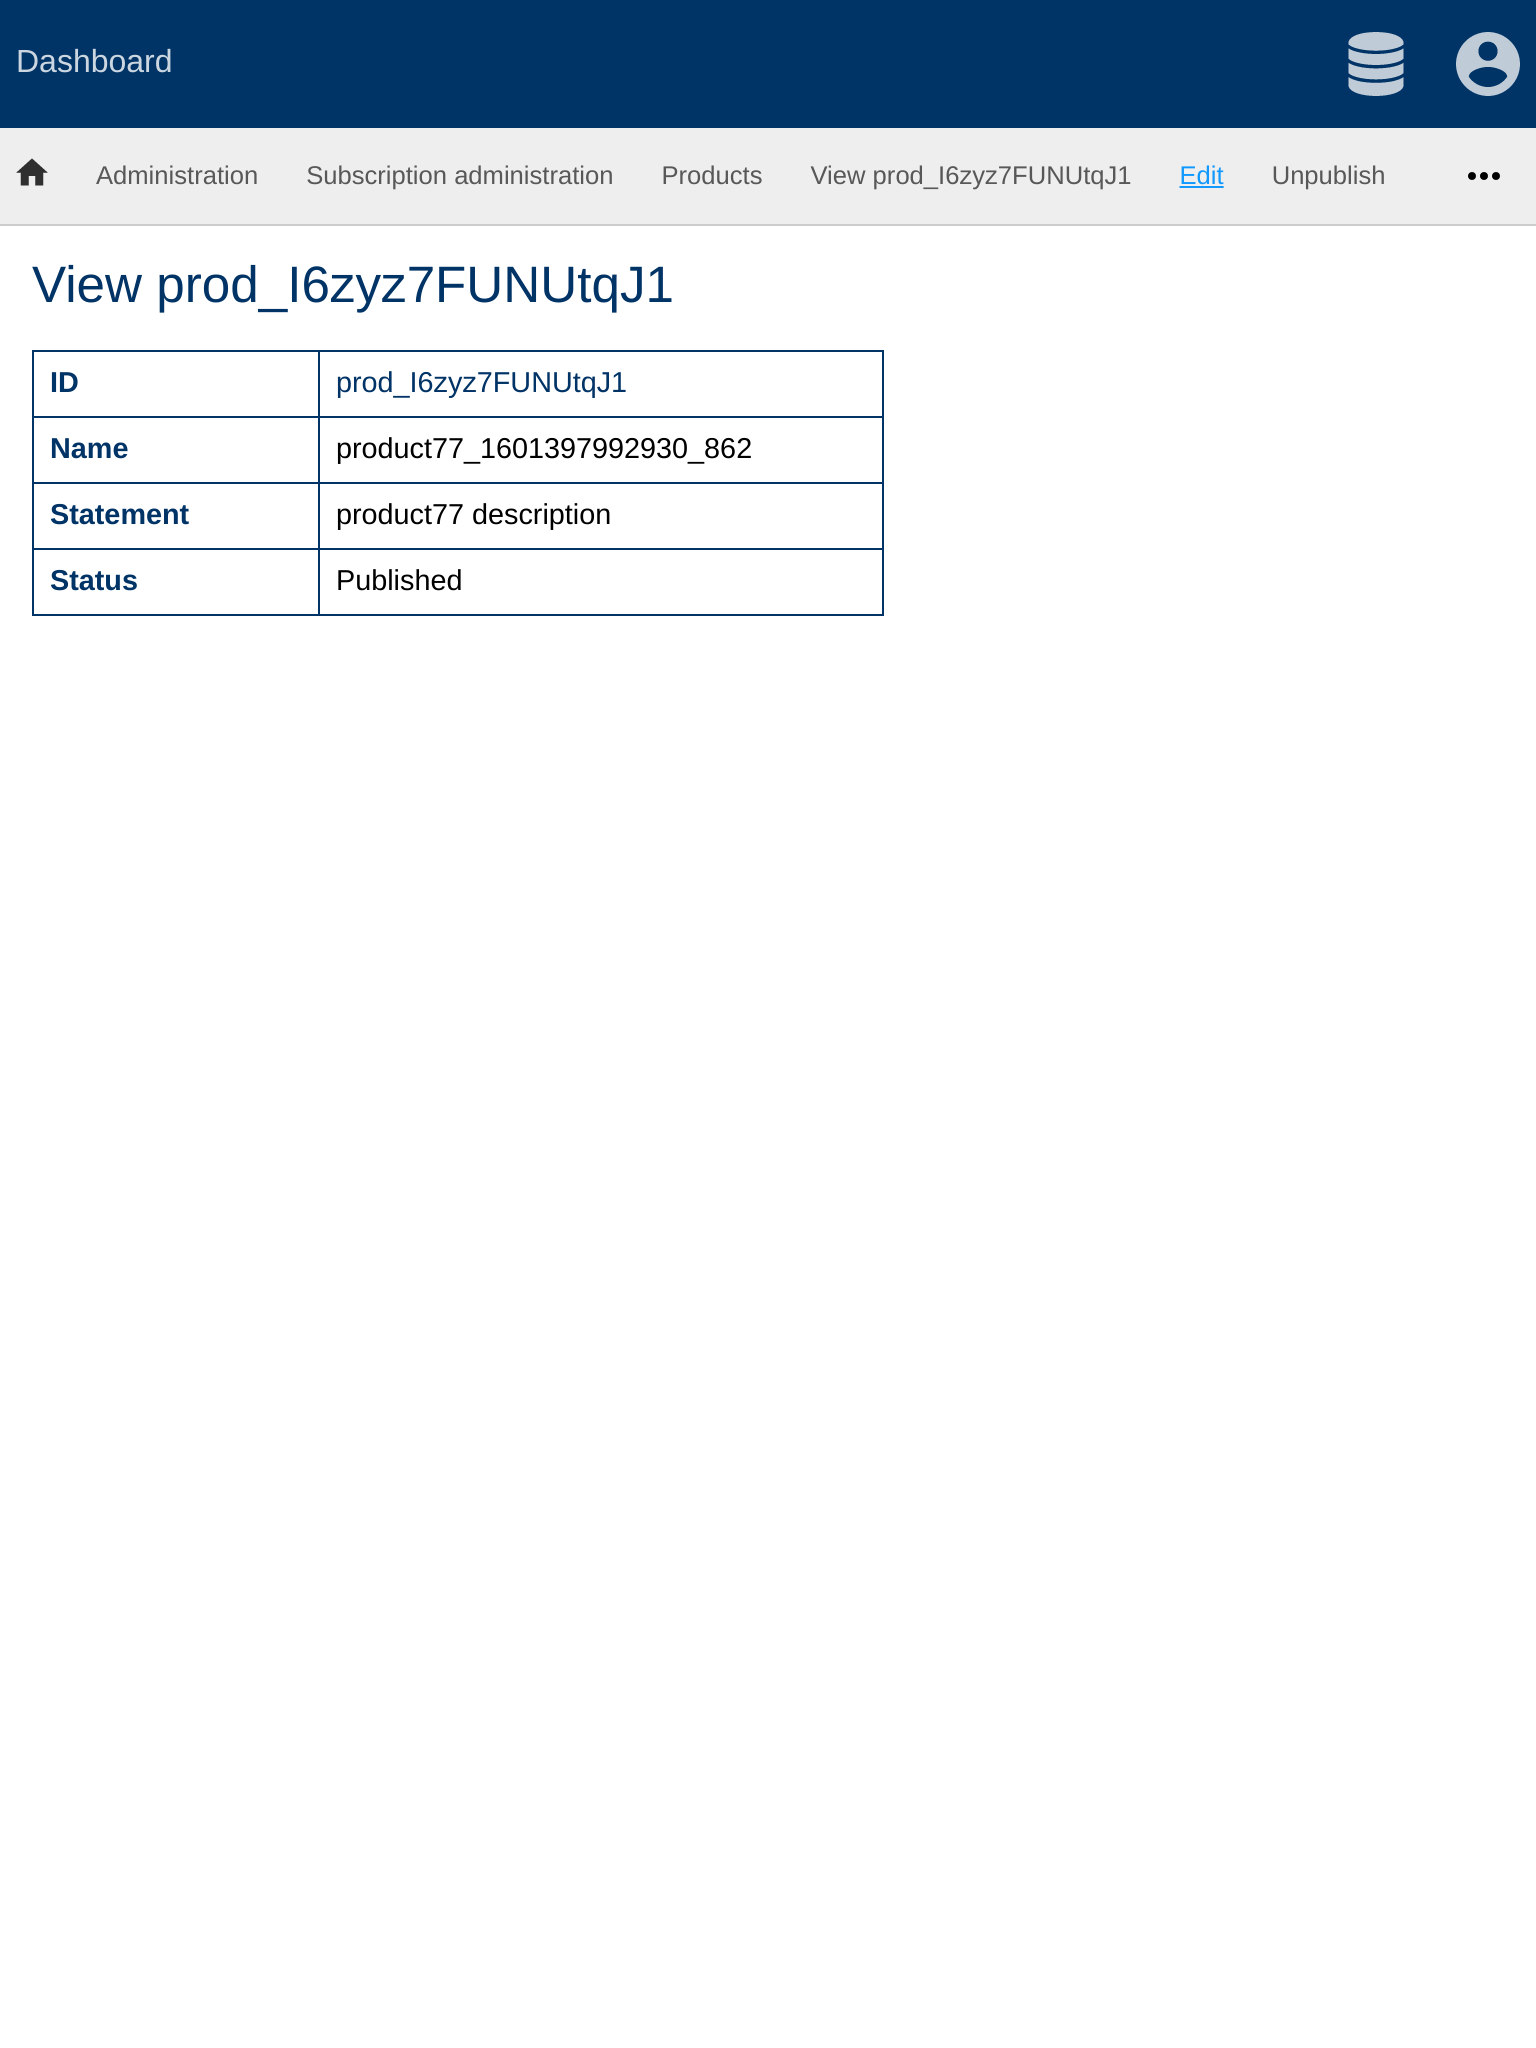 Dashboard
Administration Subscription administration Products View prod_I6zyz7FUNUtqJ1 Edit Unpublish
View prod_I6zyz7FUNUtqJ1
ID prod_I6zyz7FUNUtqJ1
Name product77_1601397992930_862
Statement product77 description
Status Published